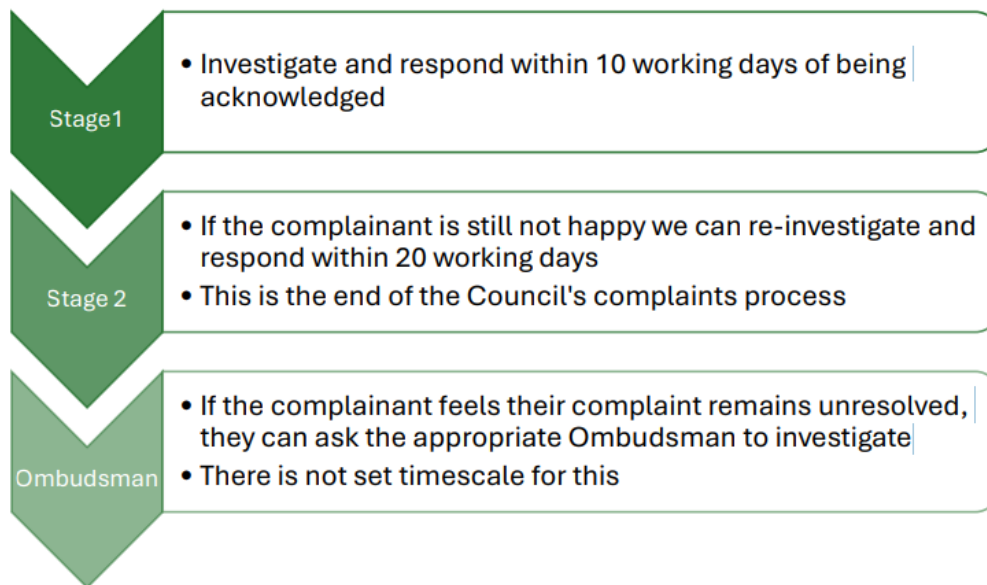 Stage1
• Investigate and respond within 10 working days of being
acknowledged
Stage 2
• If the complainant is still not happy we can re-investigate and
respond within 20 working days
• This is the end of the Council's complaints process
Ombudsman
• If the complainant feels their complaint remains unresolved,
they can ask the appropriate Ombudsman to investigate
• There is not set timescale for this